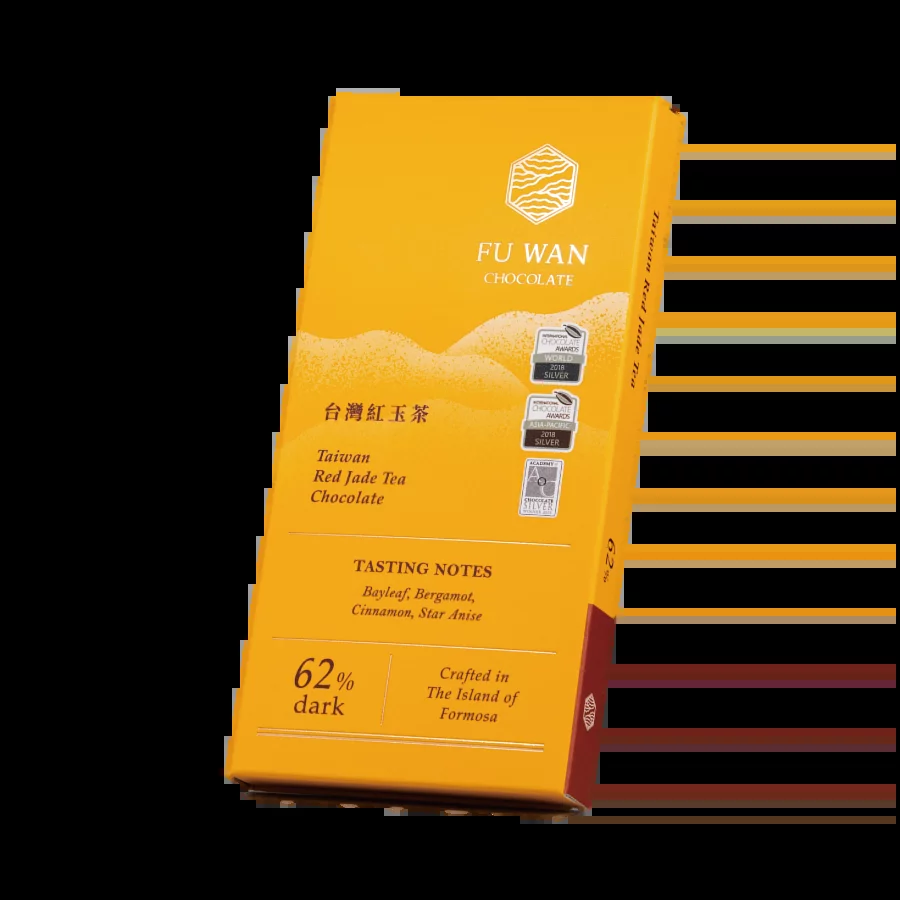 FU WAN
CHOCOLATE
INTERNATIONAL
CHOCOLATE
AWARDS
WORLD
2018
SILVER
INTERNATIONAL
CHOCOLATE
AWARDS
ASIA-PACIFIC
2018
SILVER
ACADEMY
CHOCOLATE
SILVER
台灣紅玉茶
Taiwan
Red Jade Tea
Chocolate
TASTING NOTES
Bayleaf, Bergamot,
Cinnamon, Star Anise
62%
dark
Crafted in
The Island of
Formosa
Taiwan Red Jade Tea
62%